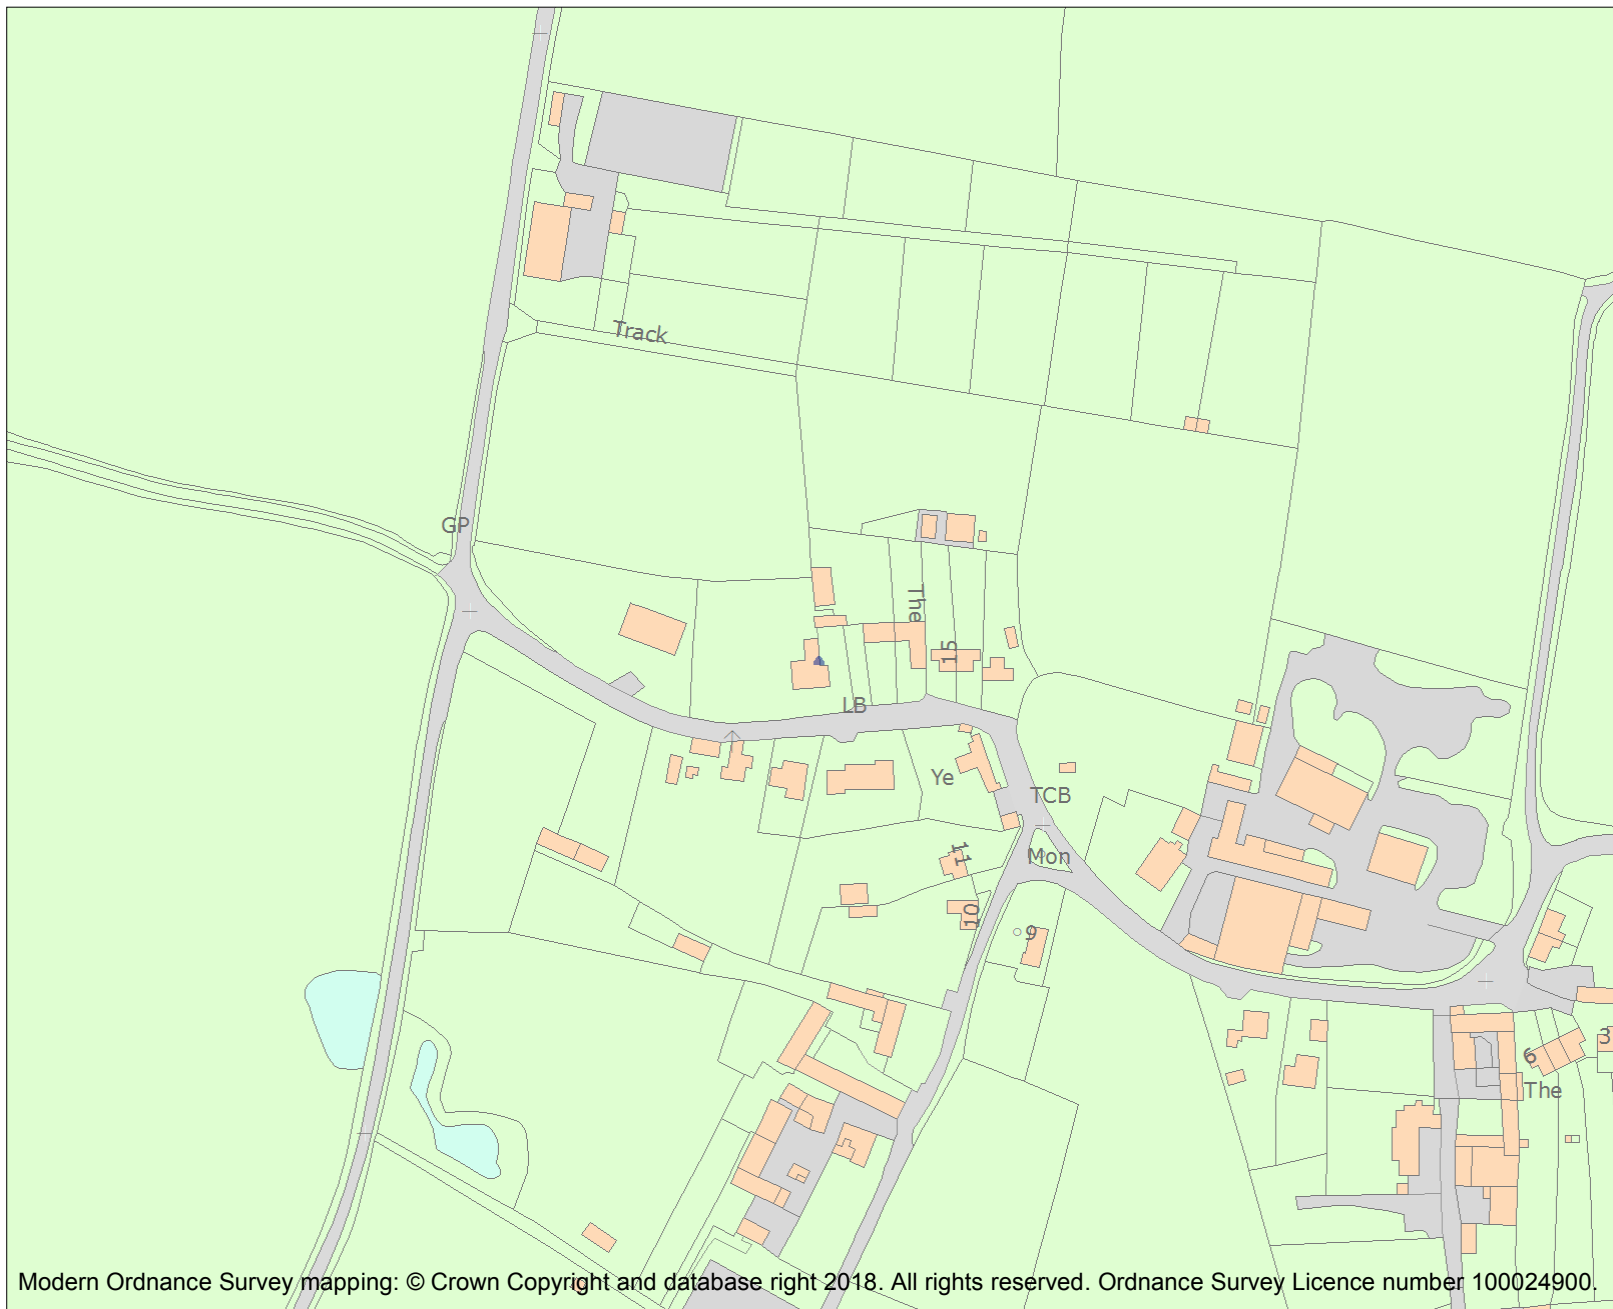 Track
GP
The
15
LB
Ye
TCB
11
Mon
10
9
3
6
The
Modern Ordnance Survey mapping: © Crown Copyright and database right 2018. All rights reserved. Ordnance Survey Licence number 100024900.